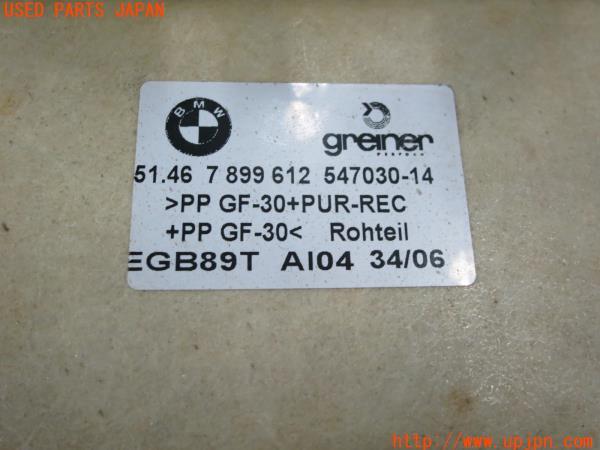 USED PARTS JAPAN
BMW
greiner
PERFOAM
51.46 7 899 612 547030-14
>PP GF-30+PUR-REC
+PP GF-30< Rohteil
EGB89T AI04 34/06
http://www.upjpn.com/